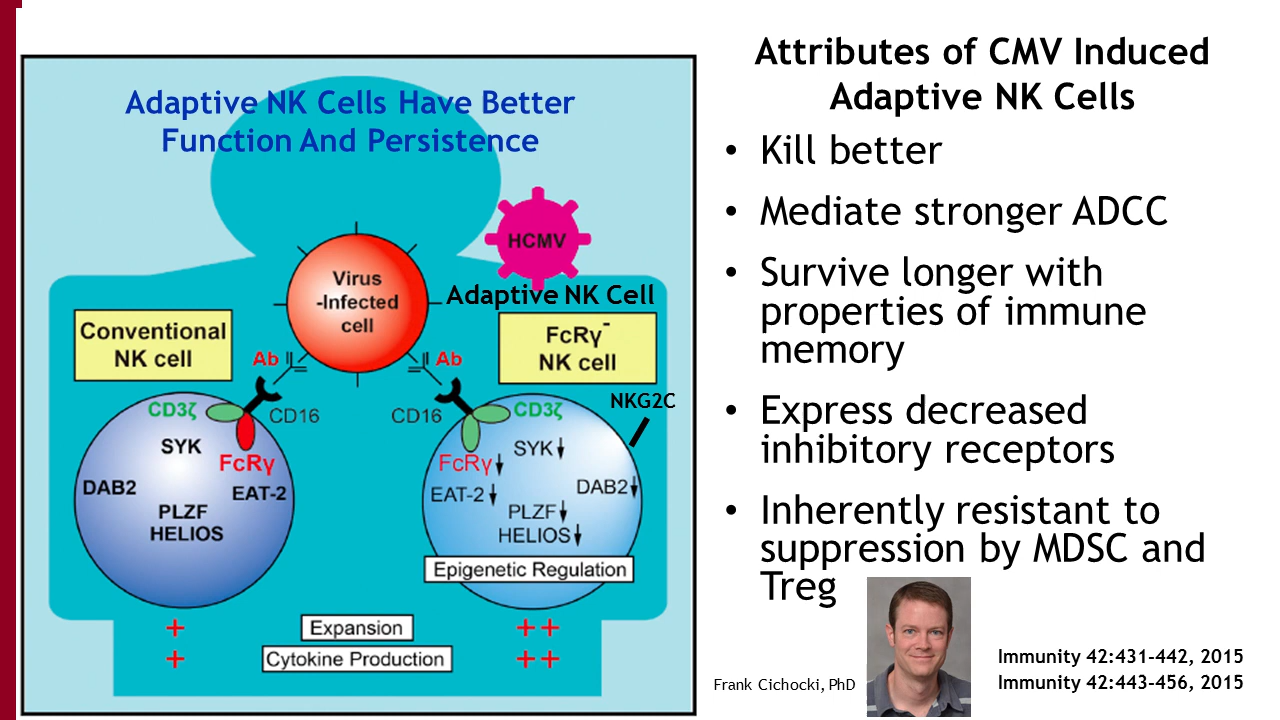 Adaptive NK Cells Have Better
Function And Persistence
HCMV
Virus
-Infected
cell
Adaptive NK Cell
Conventional
NK cell
FcRγ-
NK cell
Ab
Ab
NKG2C
CD3ζ
CD16
CD16
CD3ζ
SYK
FcRγ
DAB2
EAT-2
PLZF
HELIOS
SYK↓
FcRγ↓
EAT-2↓
DAB2↓
PLZF↓
HELIOS↓
Epigenetic Regulation
+ Expansion ++
+ Cytokine Production ++
Attributes of CMV Induced
Adaptive NK Cells
• Kill better
• Mediate stronger ADCC
• Survive longer with
properties of immune
memory
• Express decreased
inhibitory receptors
• Inherently resistant to
suppression by MDSC and
Treg
Frank Cichocki, PhD
Immunity 42:431-442, 2015
Immunity 42:443-456, 2015